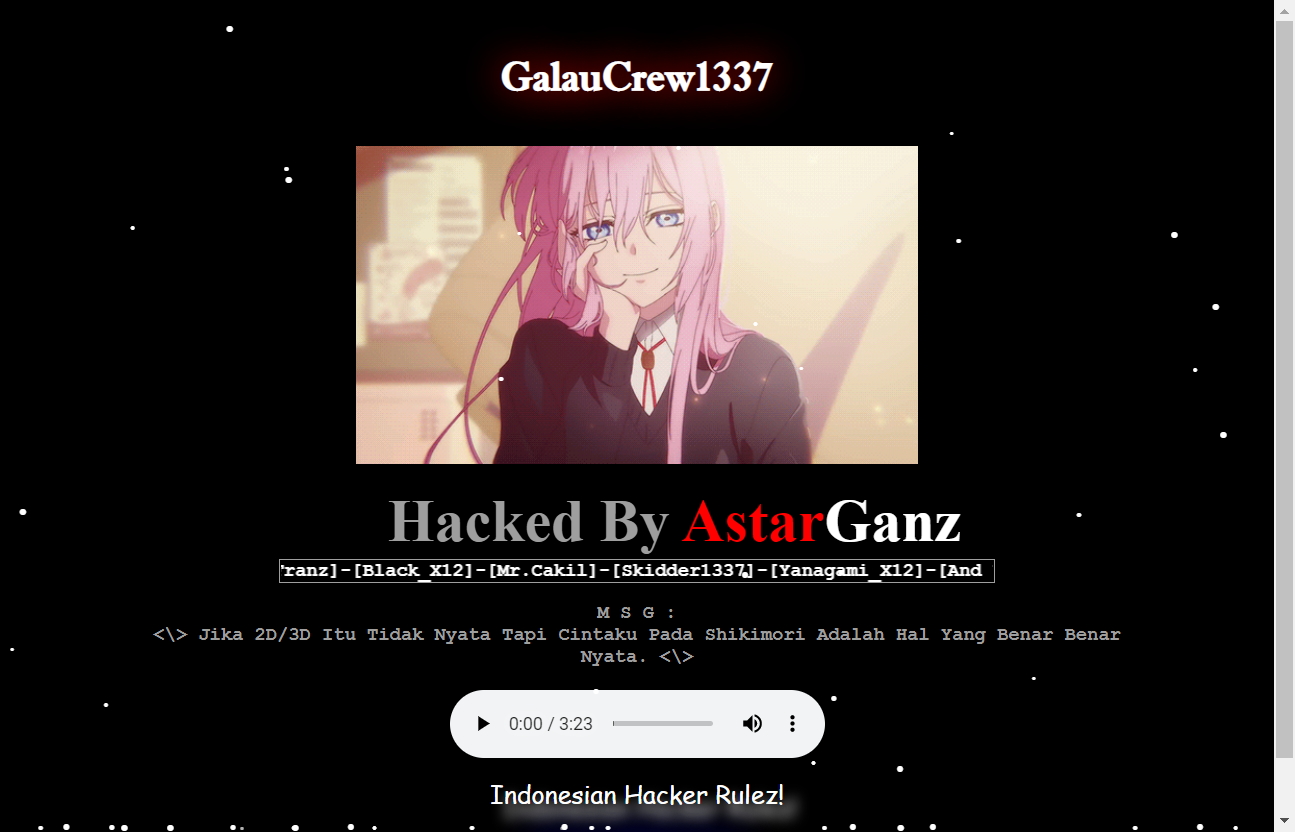 GalauCrew1337
Hacked By AstarGanz
ranz]-[Black_X12]-[Mr.Cakil]-[Skidder1337]-[Yanagami_X12]-[And
M S G :
<\> Jika 2D/3D Itu Tidak Nyata Tapi Cintaku Pada Shikimori Adalah Hal Yang Benar Benar
Nyata. <\>
0:00 / 3:23
Indonesian Hacker Rulez!